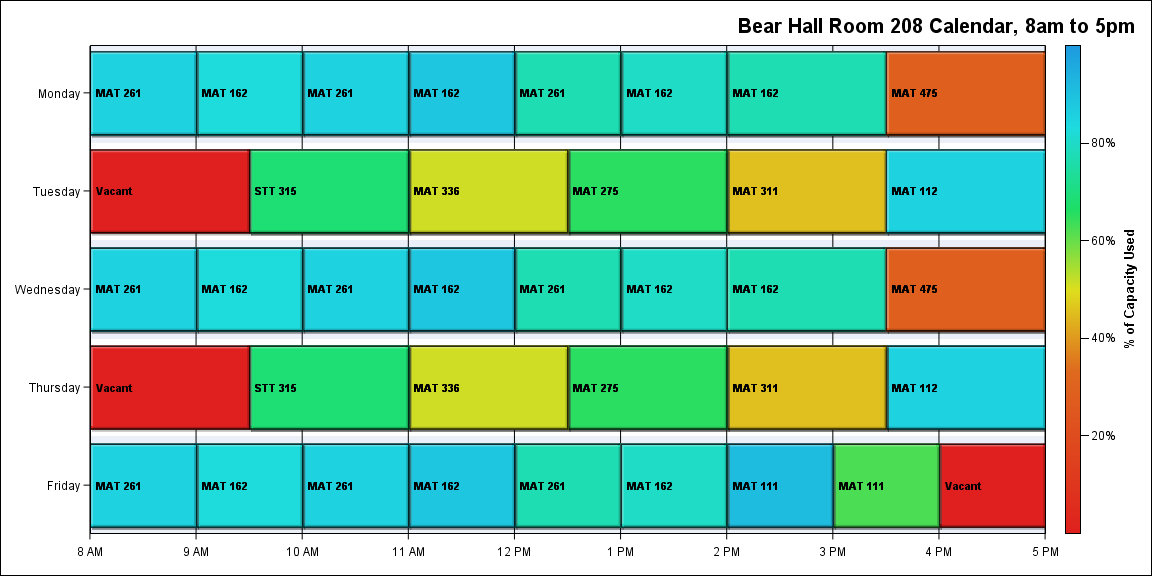 Bear Hall Room 208 Calendar, 8am to 5pm
Monday MAT 261 MAT 162 MAT 261 MAT 162 MAT 261 MAT 162 MAT 162 MAT 475
80%
Tuesday Vacant STT 315 MAT 336 MAT 275 MAT 311 MAT 112
60%
% of Capacity Used
Wednesday MAT 261 MAT 162 MAT 261 MAT 162 MAT 261 MAT 162 MAT 162 MAT 475
40%
Thursday Vacant STT 315 MAT 336 MAT 275 MAT 311 MAT 112
20%
Friday MAT 261 MAT 162 MAT 261 MAT 162 MAT 261 MAT 162 MAT 111 MAT 111 Vacant
8 AM 9 AM 10 AM 11 AM 12 PM 1 PM 2 PM 3 PM 4 PM 5 PM